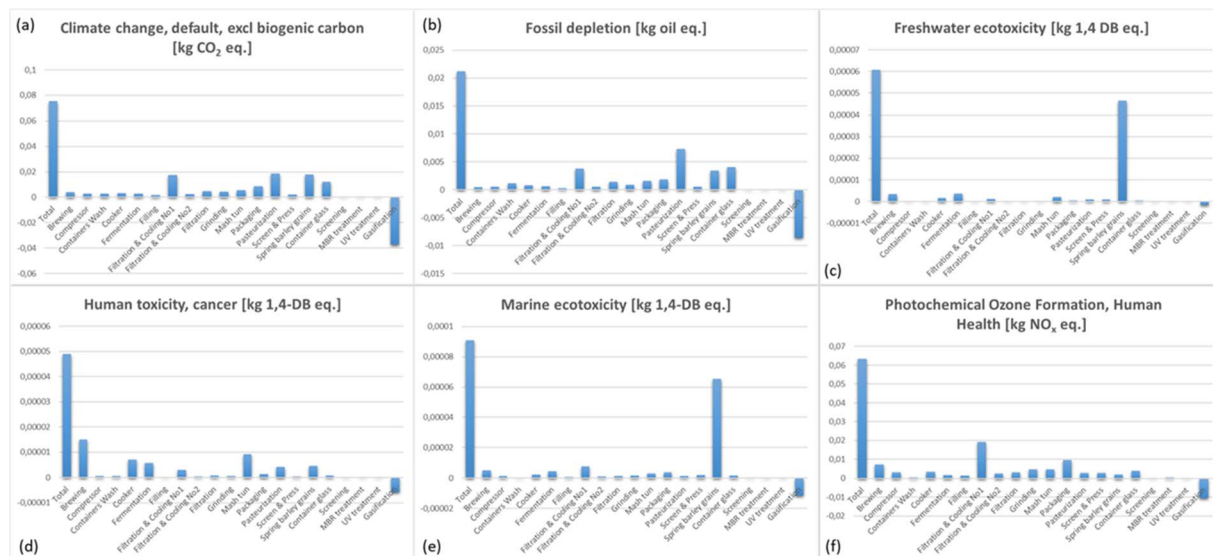 (a)
Climate change, default, excl biogenic carbon
[kg CO₂ eq.]
0,1
0,08
0,06
0,04
0,02
0
-0,02
-0,04
-0,06
Total
Brewing
Compressor
Containers Wash
Cooker
Fermentation
Filling
Filtration & Cooling No1
Filtration & Cooling No2
Filtration
Grinding
Mash tun
Packaging
Pasteurization
Screen & Press
Spring barley grains
Container glass
Screening
MBR treatment
UV treatment
Gasification
(b)
Fossil depletion [kg oil eq.]
0,025
0,02
0,015
0,01
0,005
0
-0,005
-0,01
-0,015
Total
Brewing
Compressor
Containers Wash
Cooker
Fermentation
Filling
Filtration & Cooling No1
Filtration & Cooling No2
Filtration
Grinding
Mash tun
Packaging
Pasteurization
Screen & Press
Spring barley grains
Container glass
Screening
MBR treatment
UV treatment
Gasification
Freshwater ecotoxicity [kg 1,4 DB eq.]
0,00007
0,00006
0,00005
0,00004
0,00003
0,00002
0,00001
0
-0,00001
Total
Brewing
Compressor
Containers Wash
Cooker
Fermentation
Filling
Filtration & Cooling No1
Filtration & Cooling No2
Filtration
Grinding
Mash tun
Packaging
Pasteurization
Screen & Press
Spring barley grains
Container glass
Screening
MBR treatment
UV treatment
Gasification
(c)
Human toxicity, cancer [kg 1,4-DB eq.]
0,00006
0,00005
0,00004
0,00003
0,00002
0,00001
0
-0,00001
Total
Brewing
Compressor
Containers Wash
Cooker
Fermentation
Filling
Filtration & Cooling No1
Filtration & Cooling No2
Filtration
Grinding
Mash tun
Packaging
Pasteurization
Screen & Press
Spring barley grains
Container glass
Screening
MBR treatment
UV treatment
Gasification
(d)
Marine ecotoxicity [kg 1,4-DB eq.]
0,0001
0,00008
0,00006
0,00004
0,00002
0
-0,00002
Total
Brewing
Compressor
Containers Wash
Cooker
Fermentation
Filling
Filtration & Cooling No1
Filtration & Cooling No2
Filtration
Grinding
Mash tun
Packaging
Pasteurization
Screen & Press
Spring barley grains
Container glass
Screening
MBR treatment
UV treatment
Gasification
(e)
Photochemical Ozone Formation, Human
Health [kg NOₓ eq.]
0,07
0,06
0,05
0,04
0,03
0,02
0,01
0
-0,01
Total
Brewing
Compressor
Containers Wash
Cooker
Fermentation
Filling
Filtration & Cooling No1
Filtration & Cooling No2
Filtration
Grinding
Mash tun
Packaging
Pasteurization
Screen & Press
Spring barley grains
Container glass
Screening
MBR treatment
UV treatment
Gasification
(f)